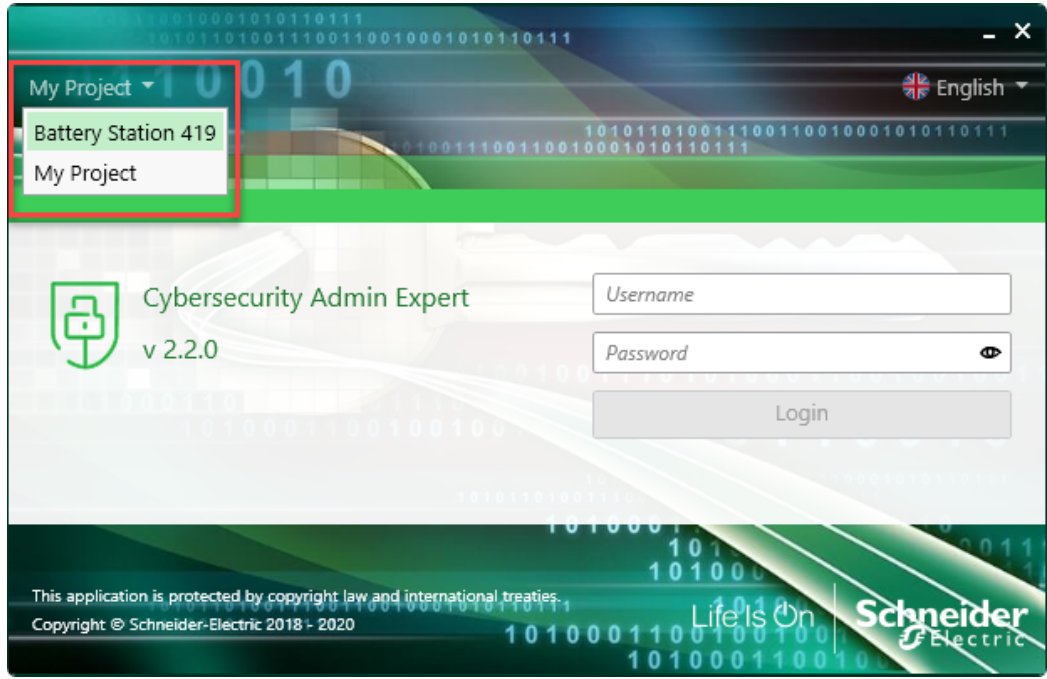 My Project
English
Battery Station 419
My Project
Cybersecurity Admin Expert
v 2.2.0
Username
Password
Login
This application is protected by copyright law and international treaties.
Copyright © Schneider-Electric 2018 - 2020
Life Is On
Schneider
Electric